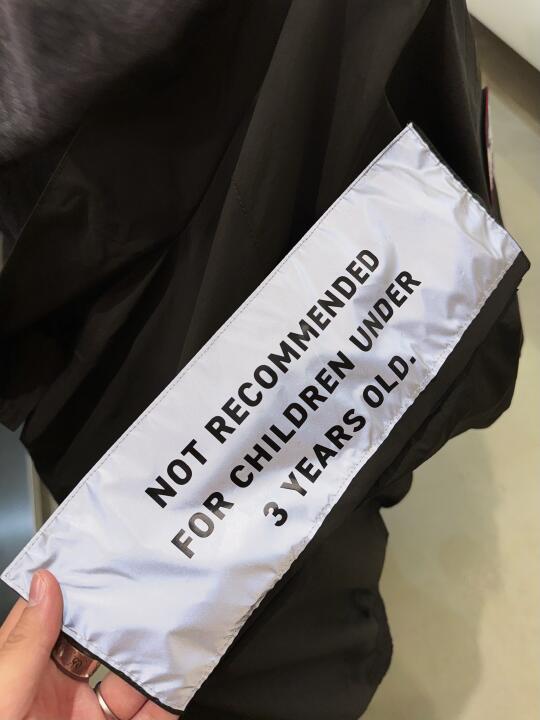 NOT RECOMMENDED
FOR CHILDREN UNDER
3 YEARS OLD.